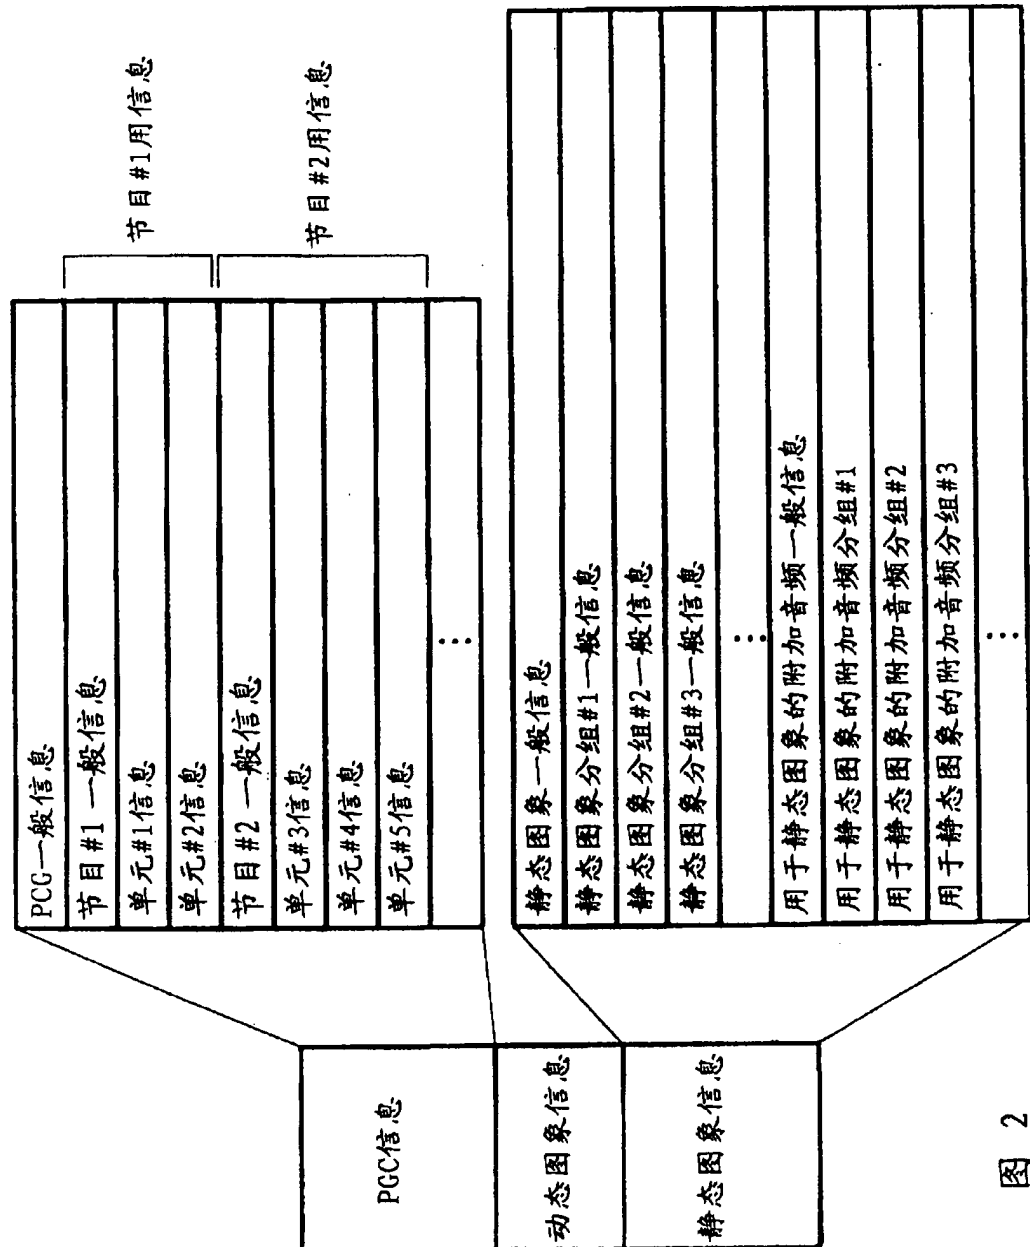 PGC信息
动态图象信息
静态图象信息
PCG一般信息
节目#1 一般信息
单元#1信息
单元#2信息
节目#2 一般信息
单元#3信息
单元#4信息
单元#5信息
⋮
节目#1用信息
节目#2用信息
静态图象一般信息
静态图象分组#1一般信息
静态图象分组#2一般信息
静态图象分组#3一般信息
⋮
用于静态图象的附加音频一般信息
用于静态图象的附加音频分组#1
用于静态图象的附加音频分组#2
用于静态图象的附加音频分组#3
⋮
图 2